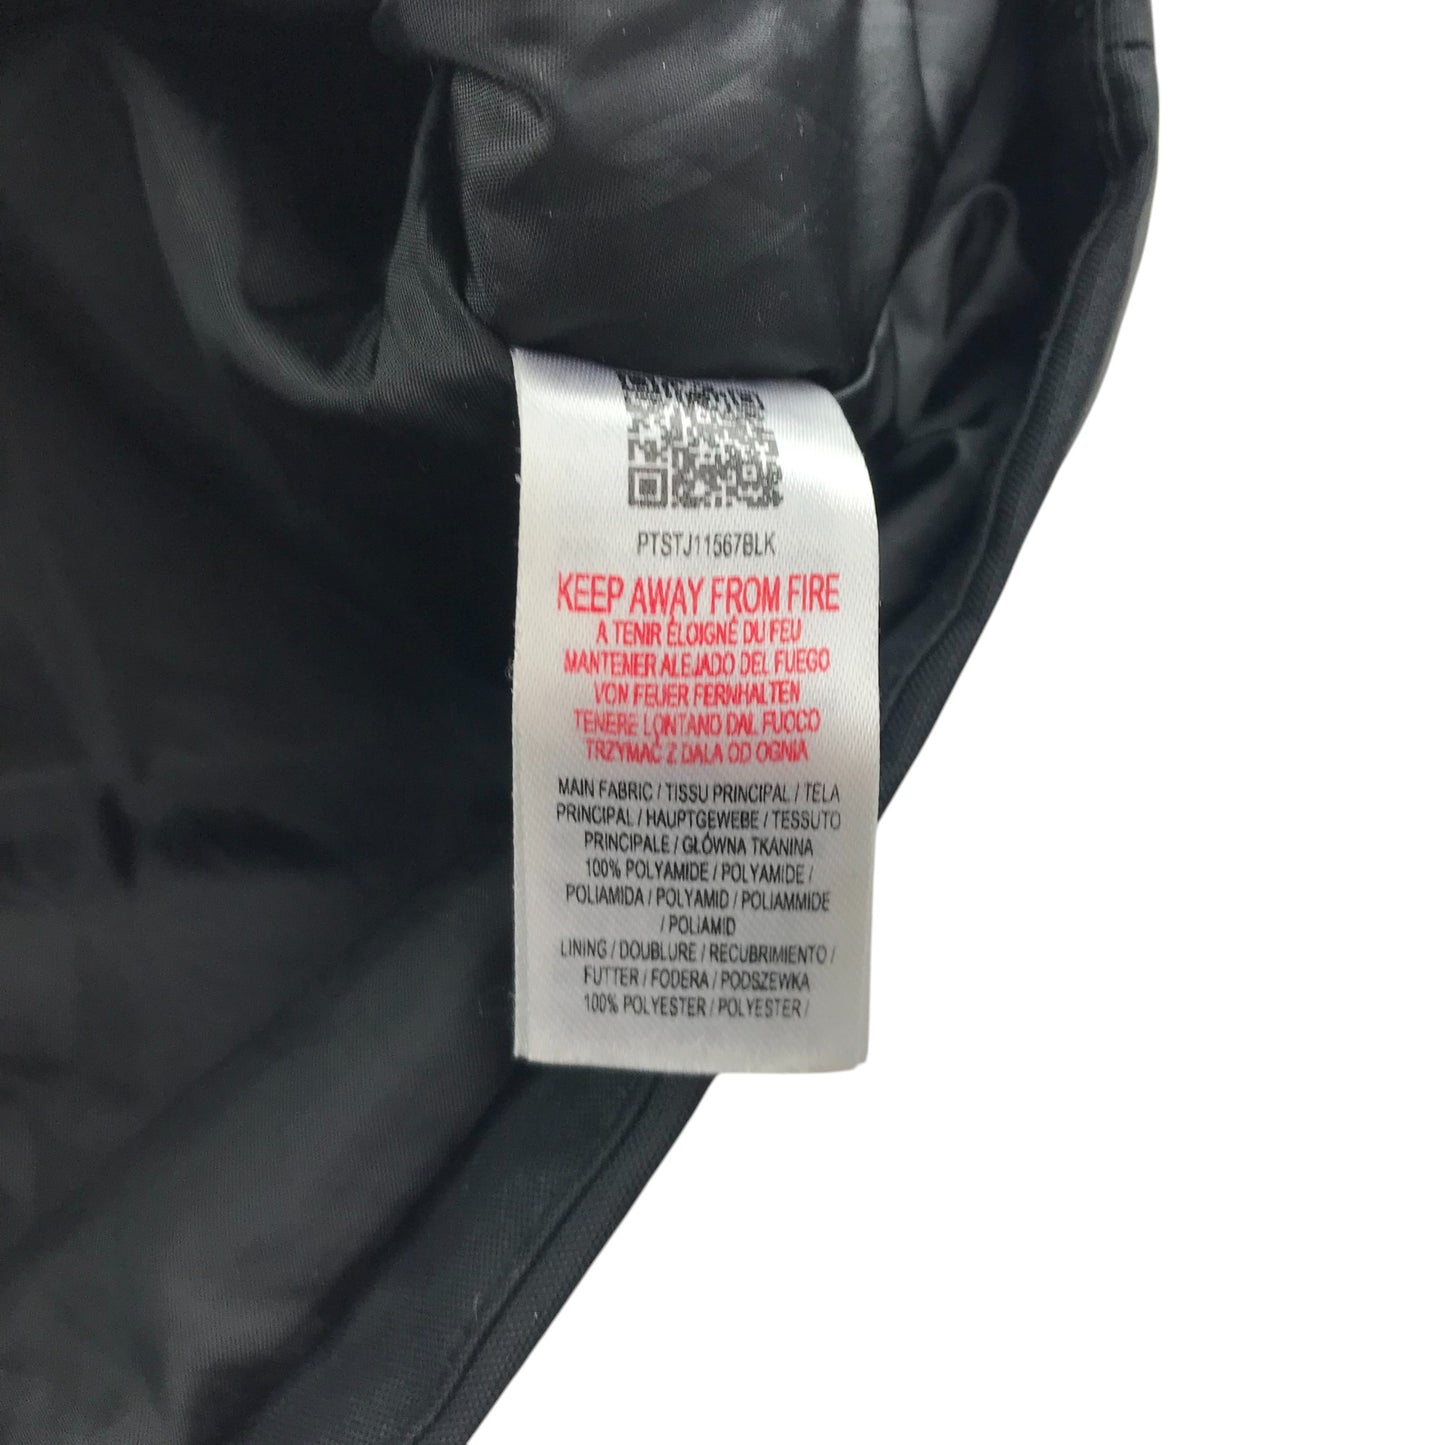 PTSTJ11567BLK
KEEP AWAY FROM FIRE
A TENIR ÉLOIGNÉ DU FEU
MANTENER ALEJADO DEL FUEGO
VON FEUER FERNHALTEN
TENERE LONTANO DAL FUOCO
TRZYMAĆ Z DALA OD OGNIA
MAIN FABRIC / TISSU PRINCIPAL / TELA
PRINCIPAL / HAUPTGEWEBE / TESSUTO
PRINCIPALE / GŁÓWNA TKANINA
100% POLYAMIDE / POLYAMIDE /
POLIAMIDA / POLYAMID / POLIAMMIDE
/ POLIAMID
LINING / DOUBLURE / RECUBRIMIENTO /
FUTTER / FODERA / PODSZEWKA
100% POLYESTER / POLYESTER /